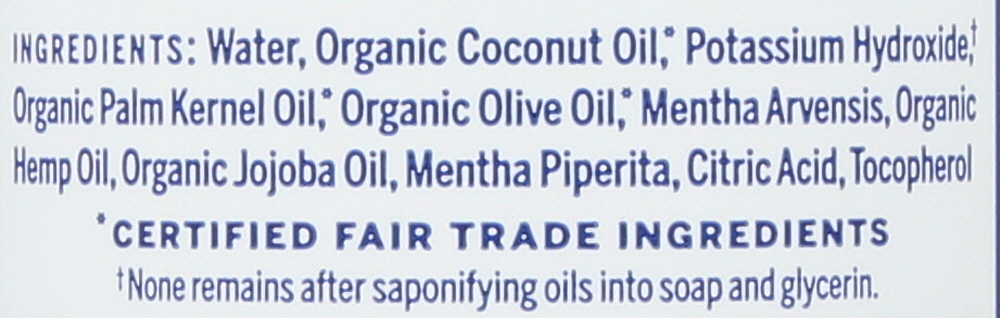 INGREDIENTS: Water, Organic Coconut Oil,* Potassium Hydroxide,†
Organic Palm Kernel Oil,* Organic Olive Oil,* Mentha Arvensis, Organic
Hemp Oil, Organic Jojoba Oil, Mentha Piperita, Citric Acid, Tocopherol
*CERTIFIED FAIR TRADE INGREDIENTS
†None remains after saponifying oils into soap and glycerin.